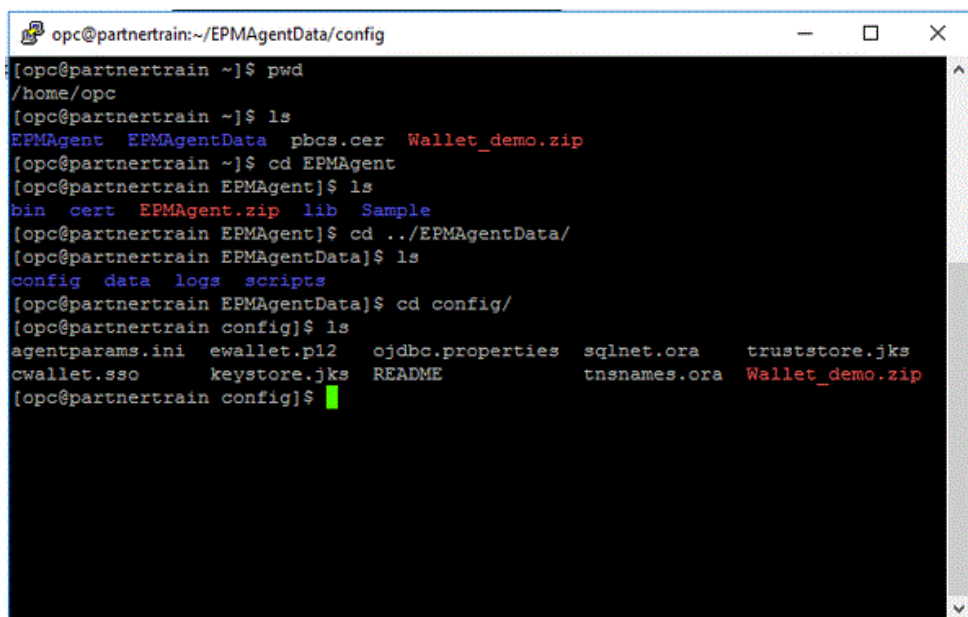 opc@partnertrain:~/EPMAgentData/config
[opc@partnertrain ~]$ pwd
/home/opc
[opc@partnertrain ~]$ ls
EPMAgent  EPMAgentData  pbcs.cer  Wallet_demo.zip
[opc@partnertrain ~]$ cd EPMAgent
[opc@partnertrain EPMAgent]$ ls
bin  cert  EPMAgent.zip  lib  Sample
[opc@partnertrain EPMAgent]$ cd ../EPMAgentData/
[opc@partnertrain EPMAgentData]$ ls
config  data  logs  scripts
[opc@partnertrain EPMAgentData]$ cd config/
[opc@partnertrain config]$ ls
agentparams.ini  ewallet.p12  ojdbc.properties  sqlnet.ora  truststore.jks
cwallet.sso  keystore.jks  README  tnsnames.ora  Wallet_demo.zip
[opc@partnertrain config]$